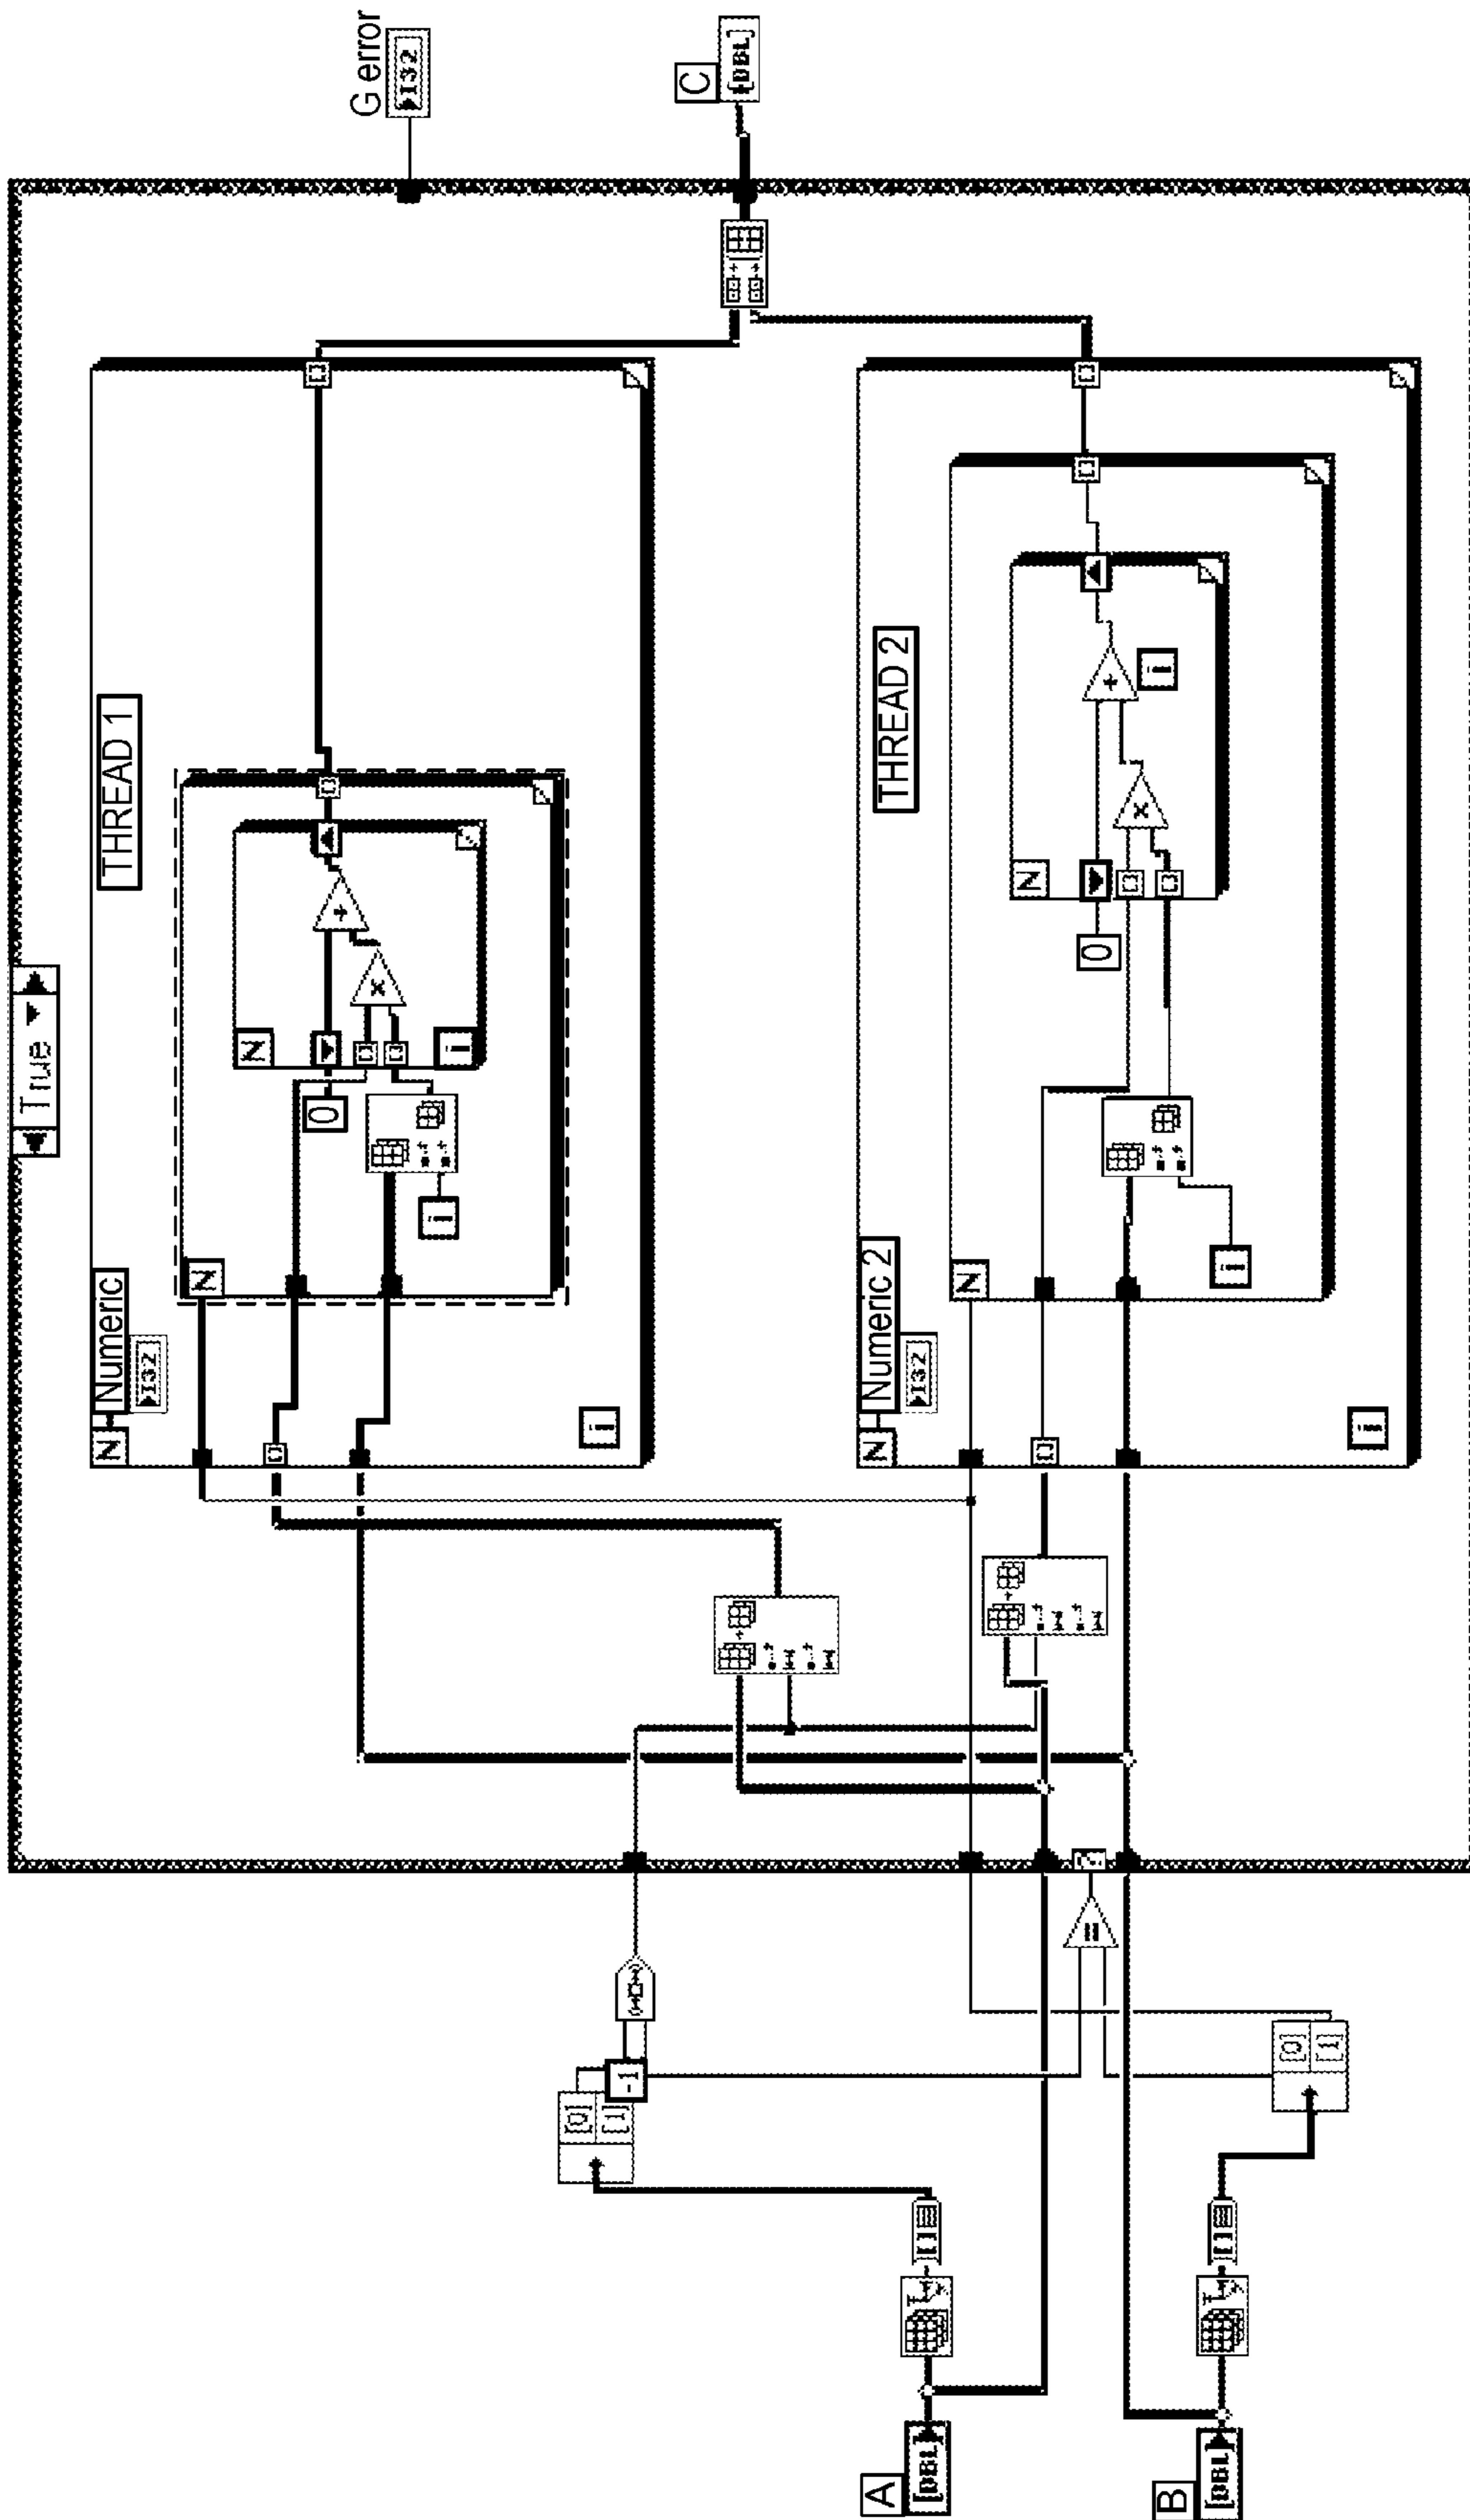 True
G error
▶I32
THREAD 1
Numeric
▶I32
N
i
N
i
0
N
i
×
+
C
[DBL]
THREAD 2
Numeric 2
▶I32
N
i
N
i
0
N
i
×
+
?
=
[0]
[1]
-1
[0]
[1]
A
[DBL]
B
[DBL]